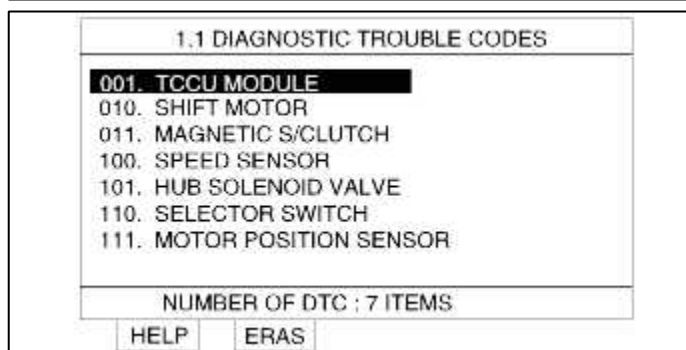 1.1 DIAGNOSTIC TROUBLE CODES
001. TCCU MODULE
010. SHIFT MOTOR
011. MAGNETIC S/CLUTCH
100. SPEED SENSOR
101. HUB SOLENOID VALVE
110. SELECTOR SWITCH
111. MOTOR POSITION SENSOR
NUMBER OF DTC : 7 ITEMS
HELP ERAS